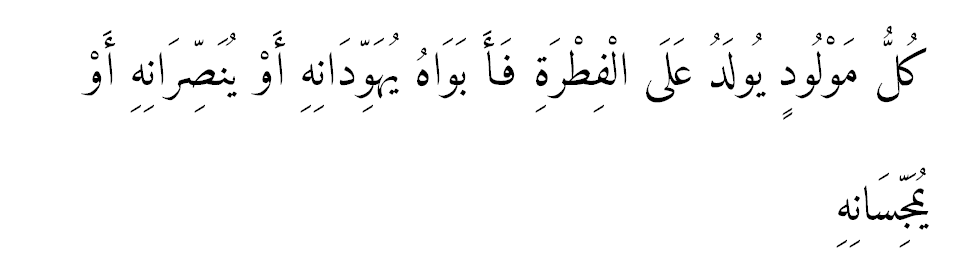 كُلُّ مَوْلُودٍ يُولَدُ عَلَى الْفِطْرَةِ فَأَ بَوَاهُ يُهَوِّدَانِهِ أَوْ يُنَصِّرَانِهِ أَوْ
يُمَجِّسَانِهِ